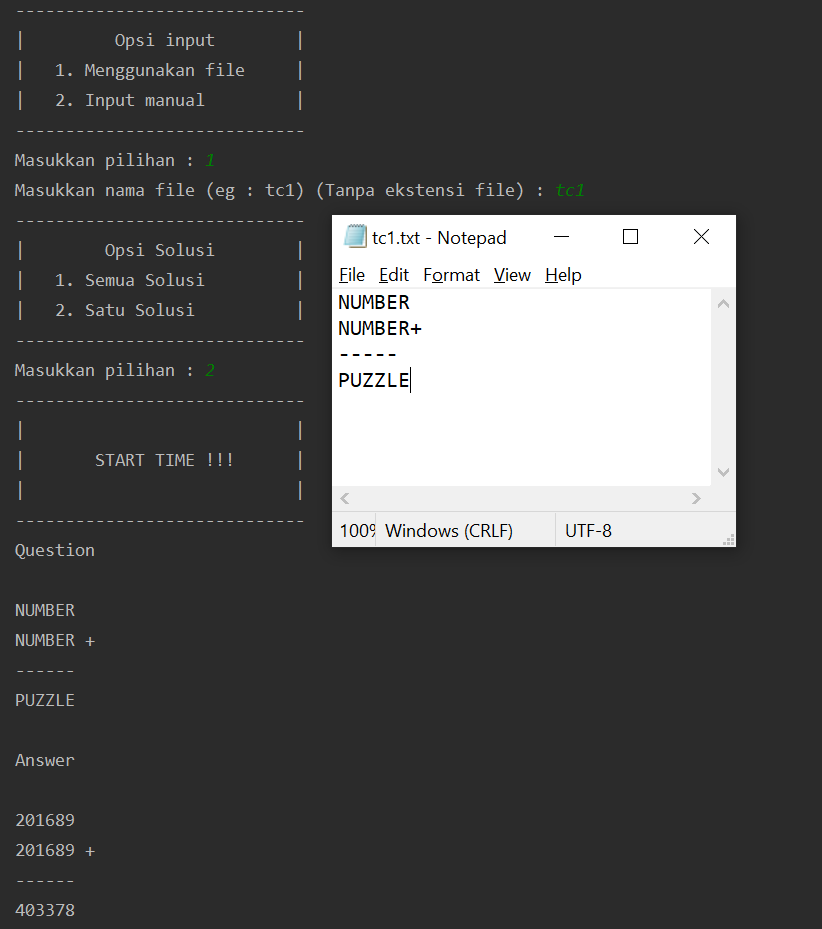 -----------------------------
|         Opsi input        |
|   1. Menggunakan file     |
|   2. Input manual         |
-----------------------------
Masukkan pilihan : 1
Masukkan nama file (eg : tc1) (Tanpa ekstensi file) : tc1
-----------------------------
|        Opsi Solusi        |
|   1. Semua Solusi         |
|   2. Satu Solusi          |
-----------------------------
Masukkan pilihan : 2
-----------------------------
|                           |
|       START TIME !!!      |
|                           |
-----------------------------
Question
NUMBER
NUMBER +
------
PUZZLE
Answer
201689
201689 +
------
403378
tc1.txt - Notepad
File Edit Format View Help
NUMBER
NUMBER+
-----
PUZZLE
100% Windows (CRLF) UTF-8